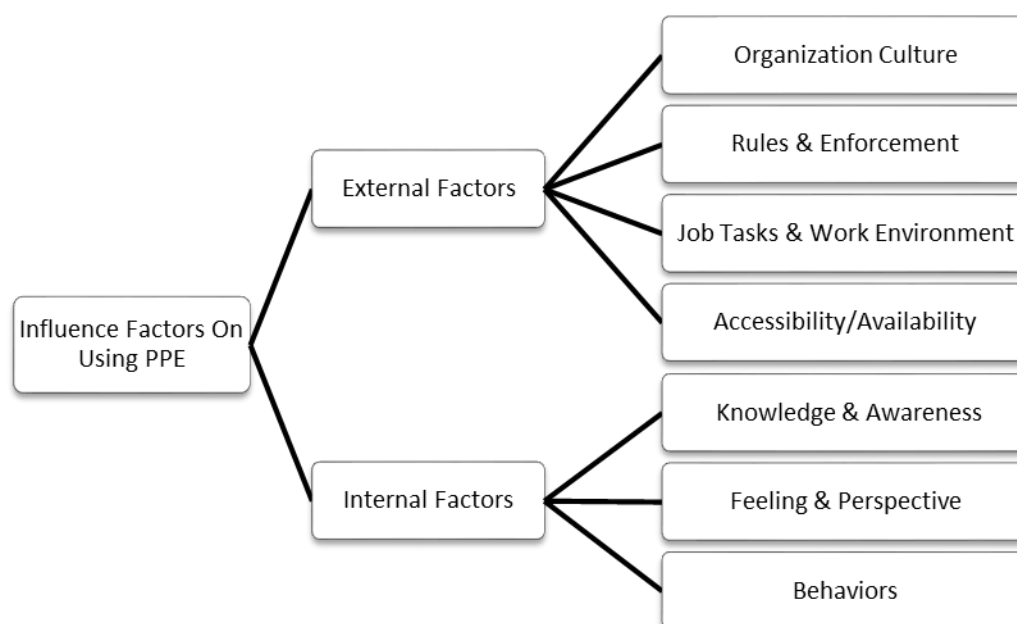 Influence Factors On
Using PPE
External Factors
Organization Culture
Rules & Enforcement
Job Tasks & Work Environment
Accessibility/Availability
Internal Factors
Knowledge & Awareness
Feeling & Perspective
Behaviors